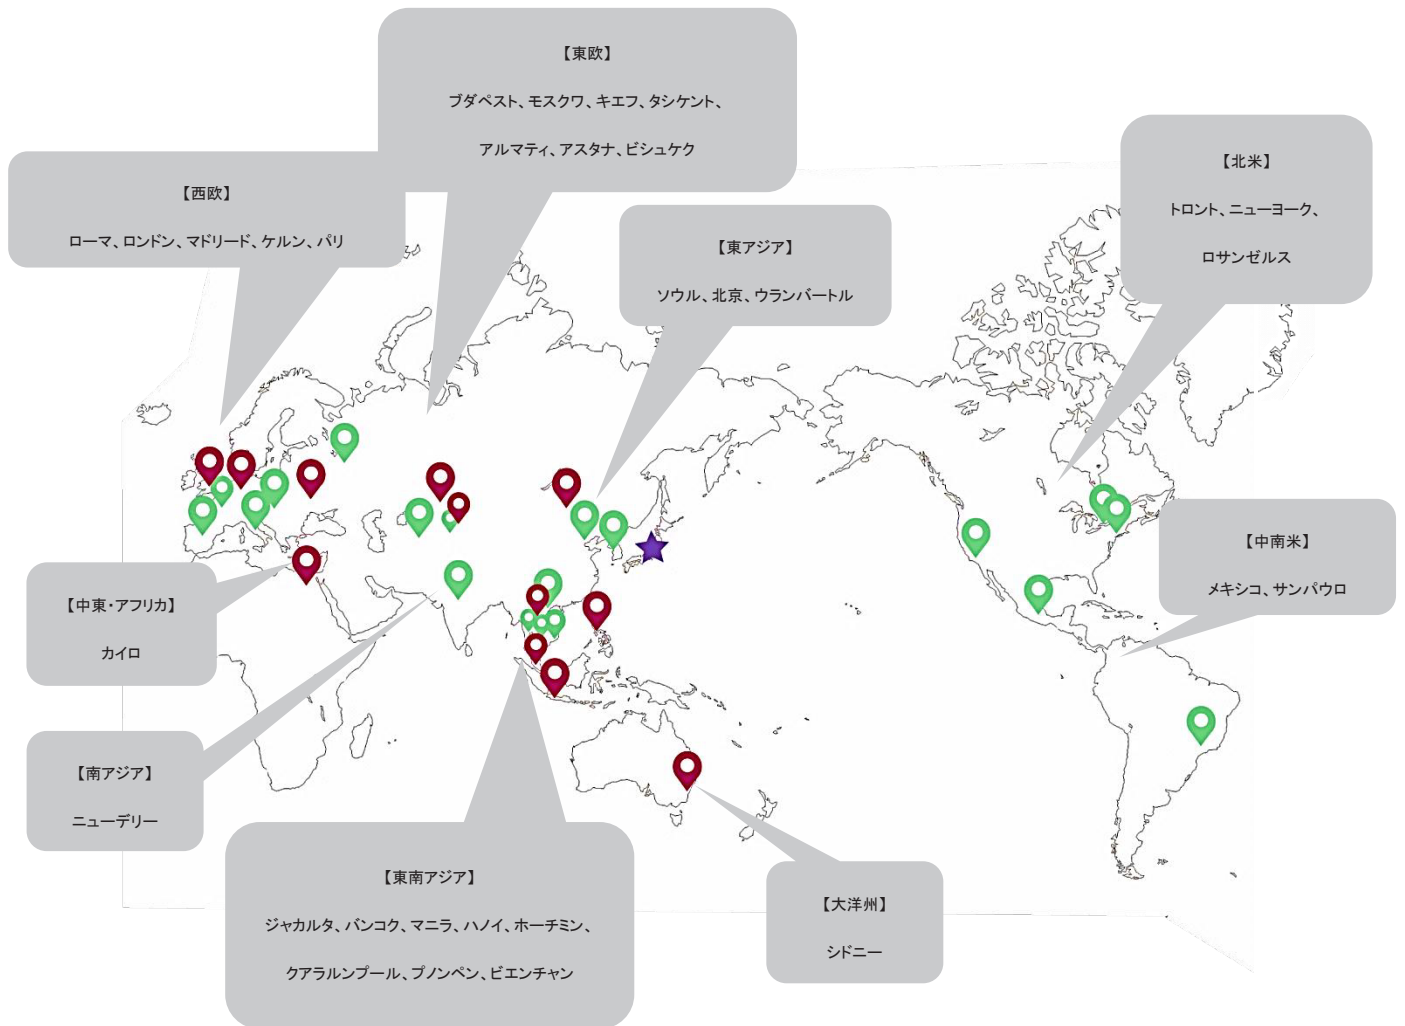 【東欧】
ブダペスト、モスクワ、キエフ、タシケント、
アルマティ、アスタナ、ビシュケク
【西欧】
ローマ、ロンドン、マドリード、ケルン、パリ
【東アジア】
ソウル、北京、ウランバートル
【北米】
トロント、ニューヨーク、
ロサンゼルス
【中南米】
メキシコ、サンパウロ
【中東・アフリカ】
カイロ
【南アジア】
ニューデリー
【東南アジア】
ジャカルタ、バンコク、マニラ、ハノイ、ホーチミン、
クアラルンプール、プノンペン、ビエンチャン
【大洋州】
シドニー